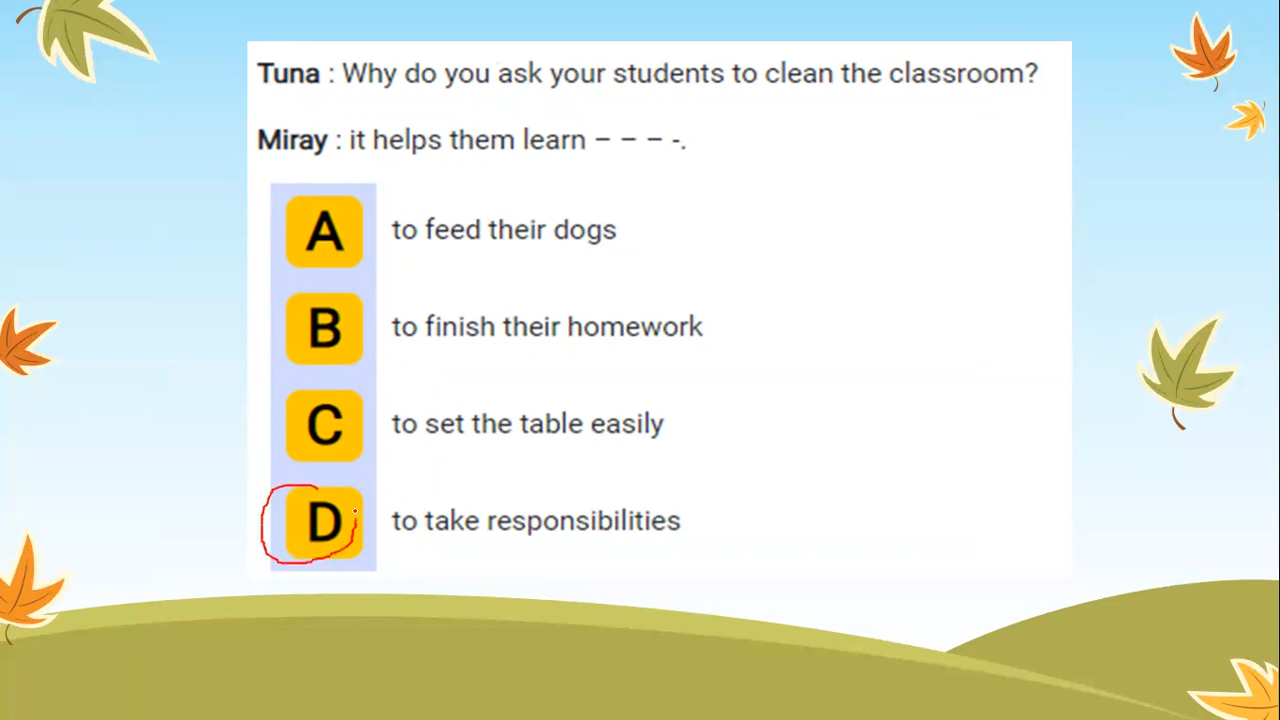 Tuna : Why do you ask your students to clean the classroom?
Miray : it helps them learn – – – -.
A to feed their dogs
B to finish their homework
C to set the table easily
D to take responsibilities